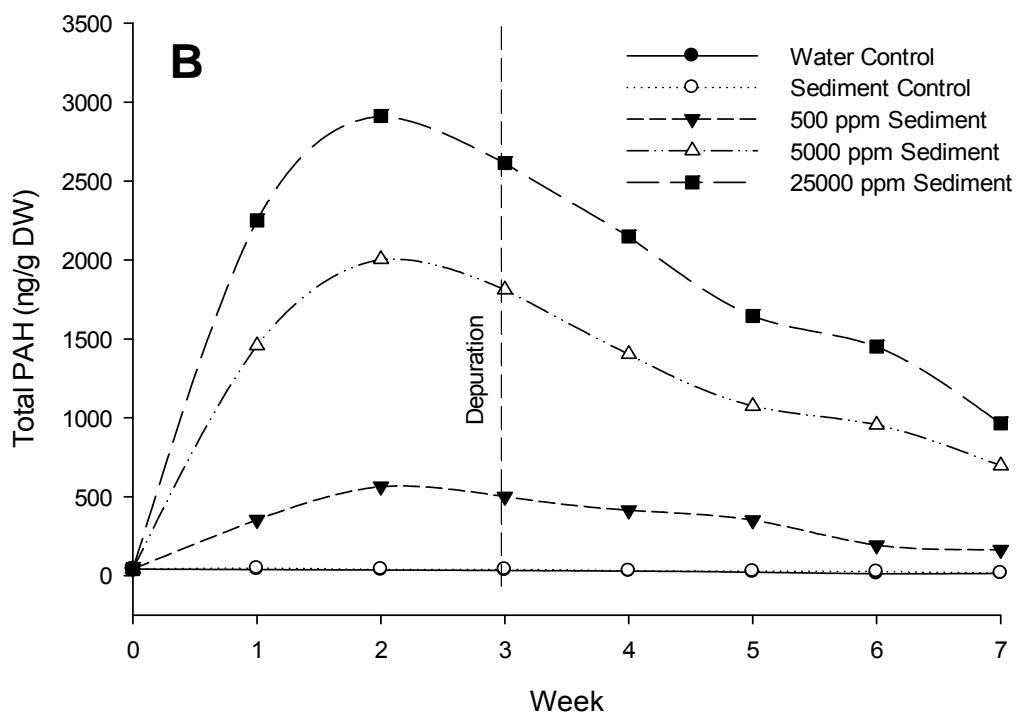 B
Water Control
Sediment Control
500 ppm Sediment
5000 ppm Sediment
25000 ppm Sediment
3500
3000
2500
2000
1500
1000
500
0
Total PAH (ng/g DW)
Depuration
0 1 2 3 4 5 6 7
Week